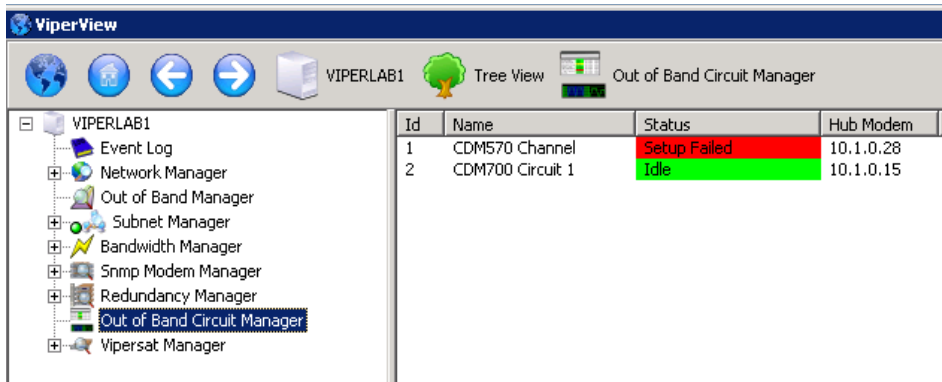 ViperView
VIPERLAB1 Tree View Out of Band Circuit Manager
VIPERLAB1
Event Log
Network Manager
Out of Band Manager
Subnet Manager
Bandwidth Manager
Snmp Modem Manager
Redundancy Manager
Out of Band Circuit Manager
Vipersat Manager
Id Name Status Hub Modem
1 CDM570 Channel Setup Failed 10.1.0.28
2 CDM700 Circuit 1 Idle 10.1.0.15